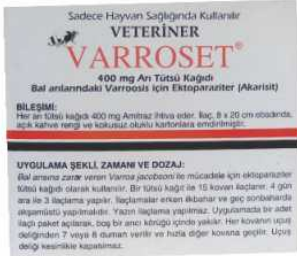 Sadece Hayvan Sağlığında Kullanılır
VETERİNER
VARROSET®
400 mg Arı Tütsü Kağıdı
Bal arılarındaki Varroosis için Ektoparaziter (Akarisit)
BİLEŞİMİ:
Her arı tütsü kağıdı 400 mg Amitraz ihtiva eder. İlaç, 8 x 20 cm ebadında,
açık kahve rengi ve kokusuz oluklu kartonlara emdirilmiştir.
UYGULAMA ŞEKLİ, ZAMANI VE DOZAJ:
Bal arısına zarar veren Varroa jacobsoni ile mücadele için ektoparaziter
tütsü kağıdı olarak kullanılır. Bir tütsü kağıt ile 15 kovan ilaçlanır. 4 gün
ara ile 3 ilaçlama yapılır. İlaçlamalar erken ilkbahar ve geç sonbaharda
akşamüstü yapılmalıdır. Yazın ilaçlama yapılmaz. Uygulamada bir adet
ilaçlı paket açılarak, boş bir arıcı körüğü içinde yakılır. Her kovanın uçuş
deliğinden 7 veya 8 duman verilir ve hızla diğer kovana geçilir. Uçuş
deliği kesinlikle kapatılmaz.